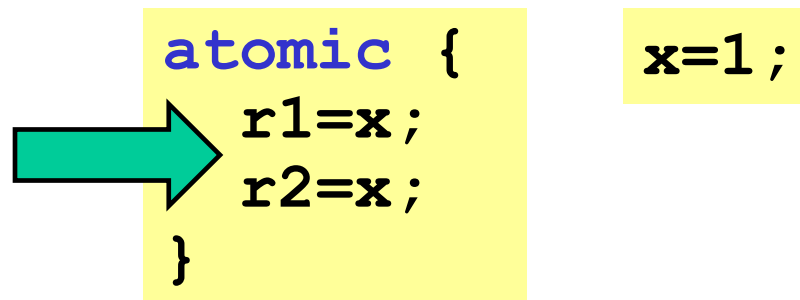 atomic {
r1=x;
r2=x;
}
x=1;